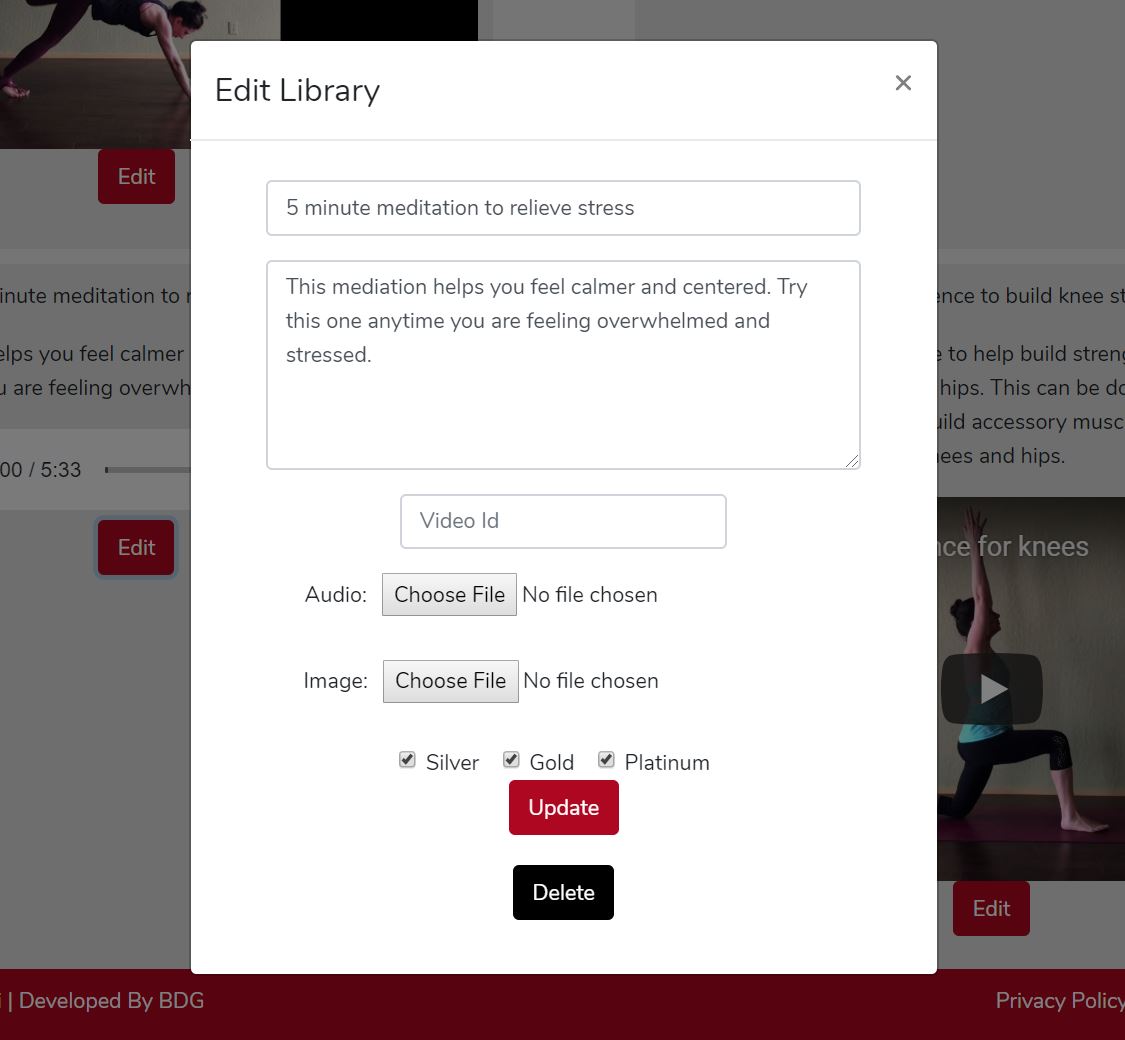 Edit Library
×
Edit
5 minute meditation to relieve stress
This mediation helps you feel calmer and centered. Try
this one anytime you are feeling overwhelmed and
stressed.
Video Id
Audio: Choose File No file chosen
Image: Choose File No file chosen
Silver Gold Platinum
Update
Delete
inute meditation to r
elps you feel calmer
u are feeling overwh
00 / 5:33
Edit
ence to build knee st
e to help build streng
hips. This can be do
uild accessory musc
nees and hips.
nce for knees
Edit
i | Developed By BDG
Privacy Policy